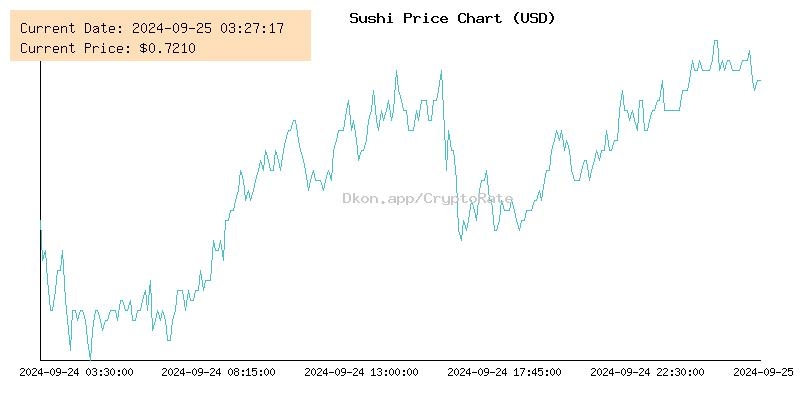 Sushi Price Chart (USD)
Current Date: 2024-09-25 03:27:17
Current Price: $0.7210
Dkon.app/CryptoRate
2024-09-24 03:30:00 2024-09-24 08:15:00 2024-09-24 13:00:00 2024-09-24 17:45:00 2024-09-24 22:30:00 2024-09-25